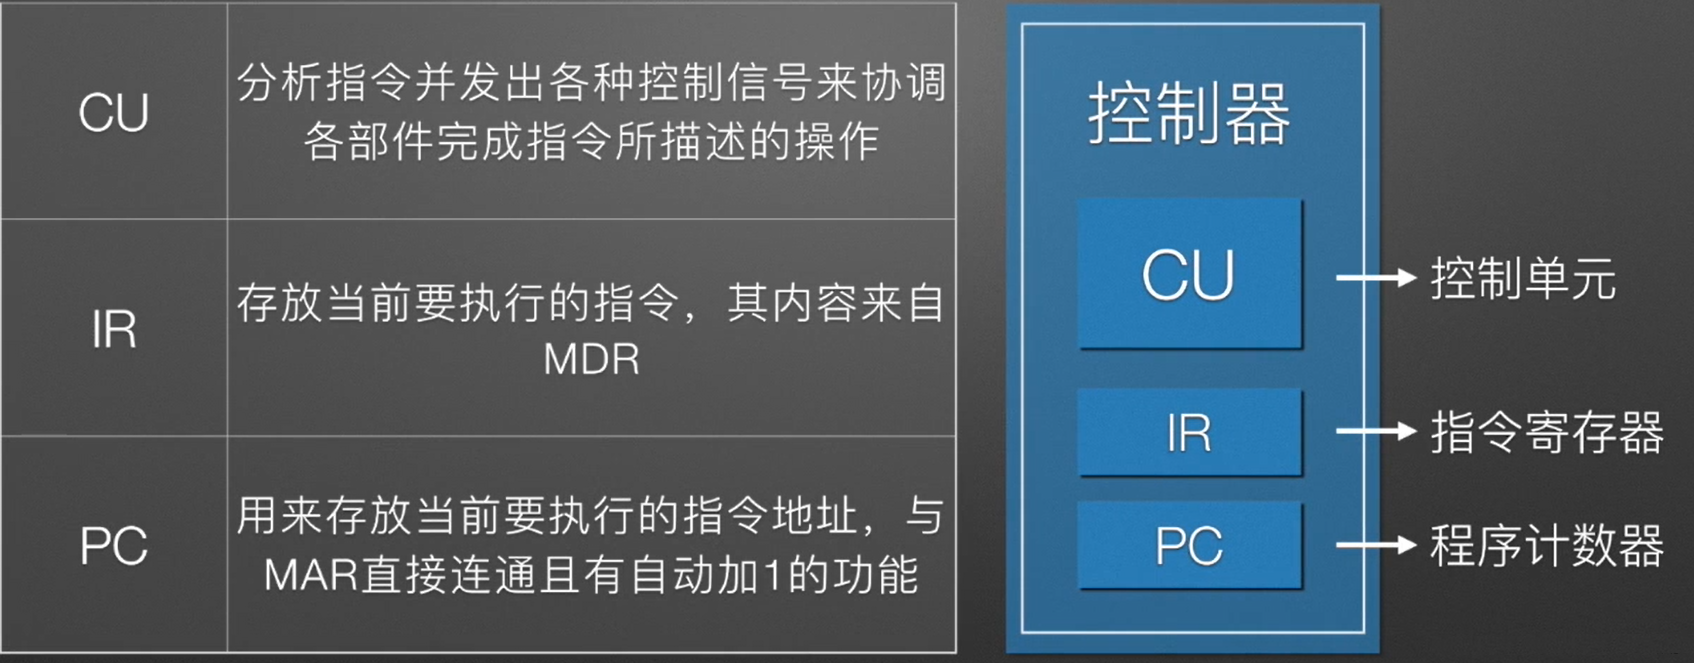 CU
分析指令并发出各种控制信号来协调
各部件完成指令所描述的操作
IR
存放当前要执行的指令，其内容来自
MDR
PC
用来存放当前要执行的指令地址，与
MAR直接连通且有自动加1的功能
控制器
CU
控制单元
IR
指令寄存器
PC
程序计数器